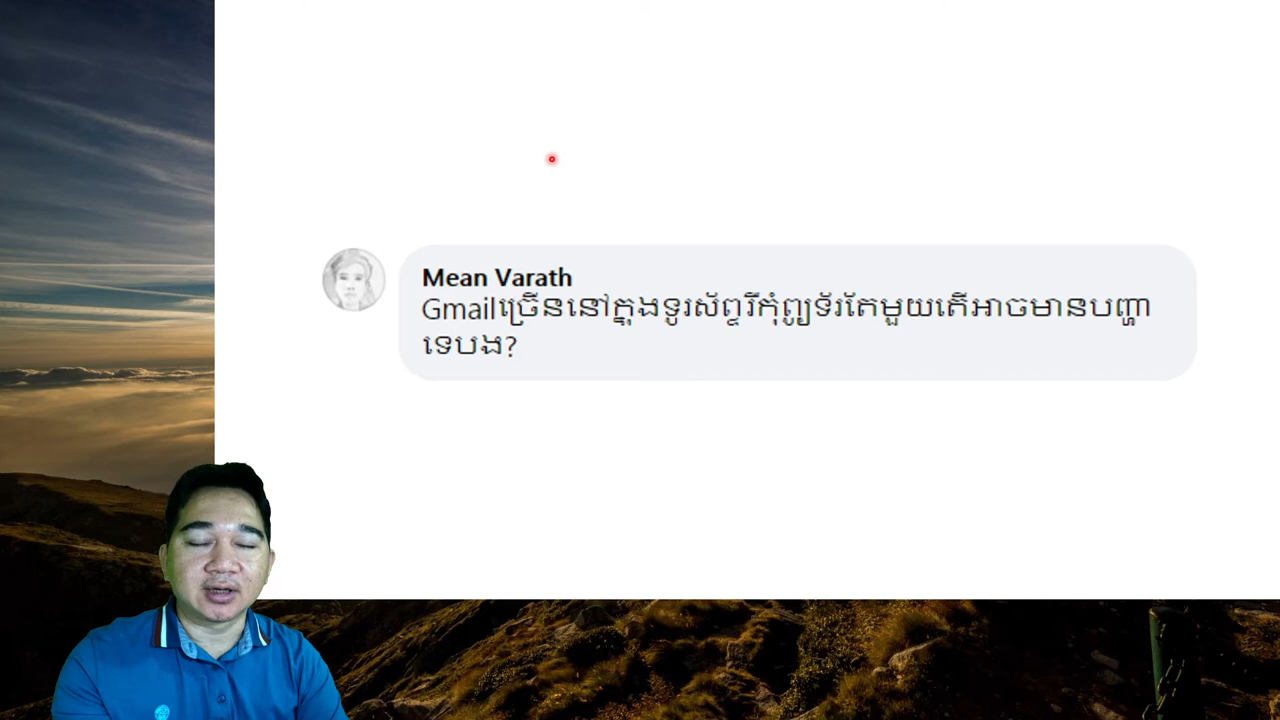 Mean Varath
Gmailច្រើននៅក្នុងទូរស័ព្ទរឺកុំព្យូទ័រតែមួយតើអាចមានបញ្ហា
ទេបង?